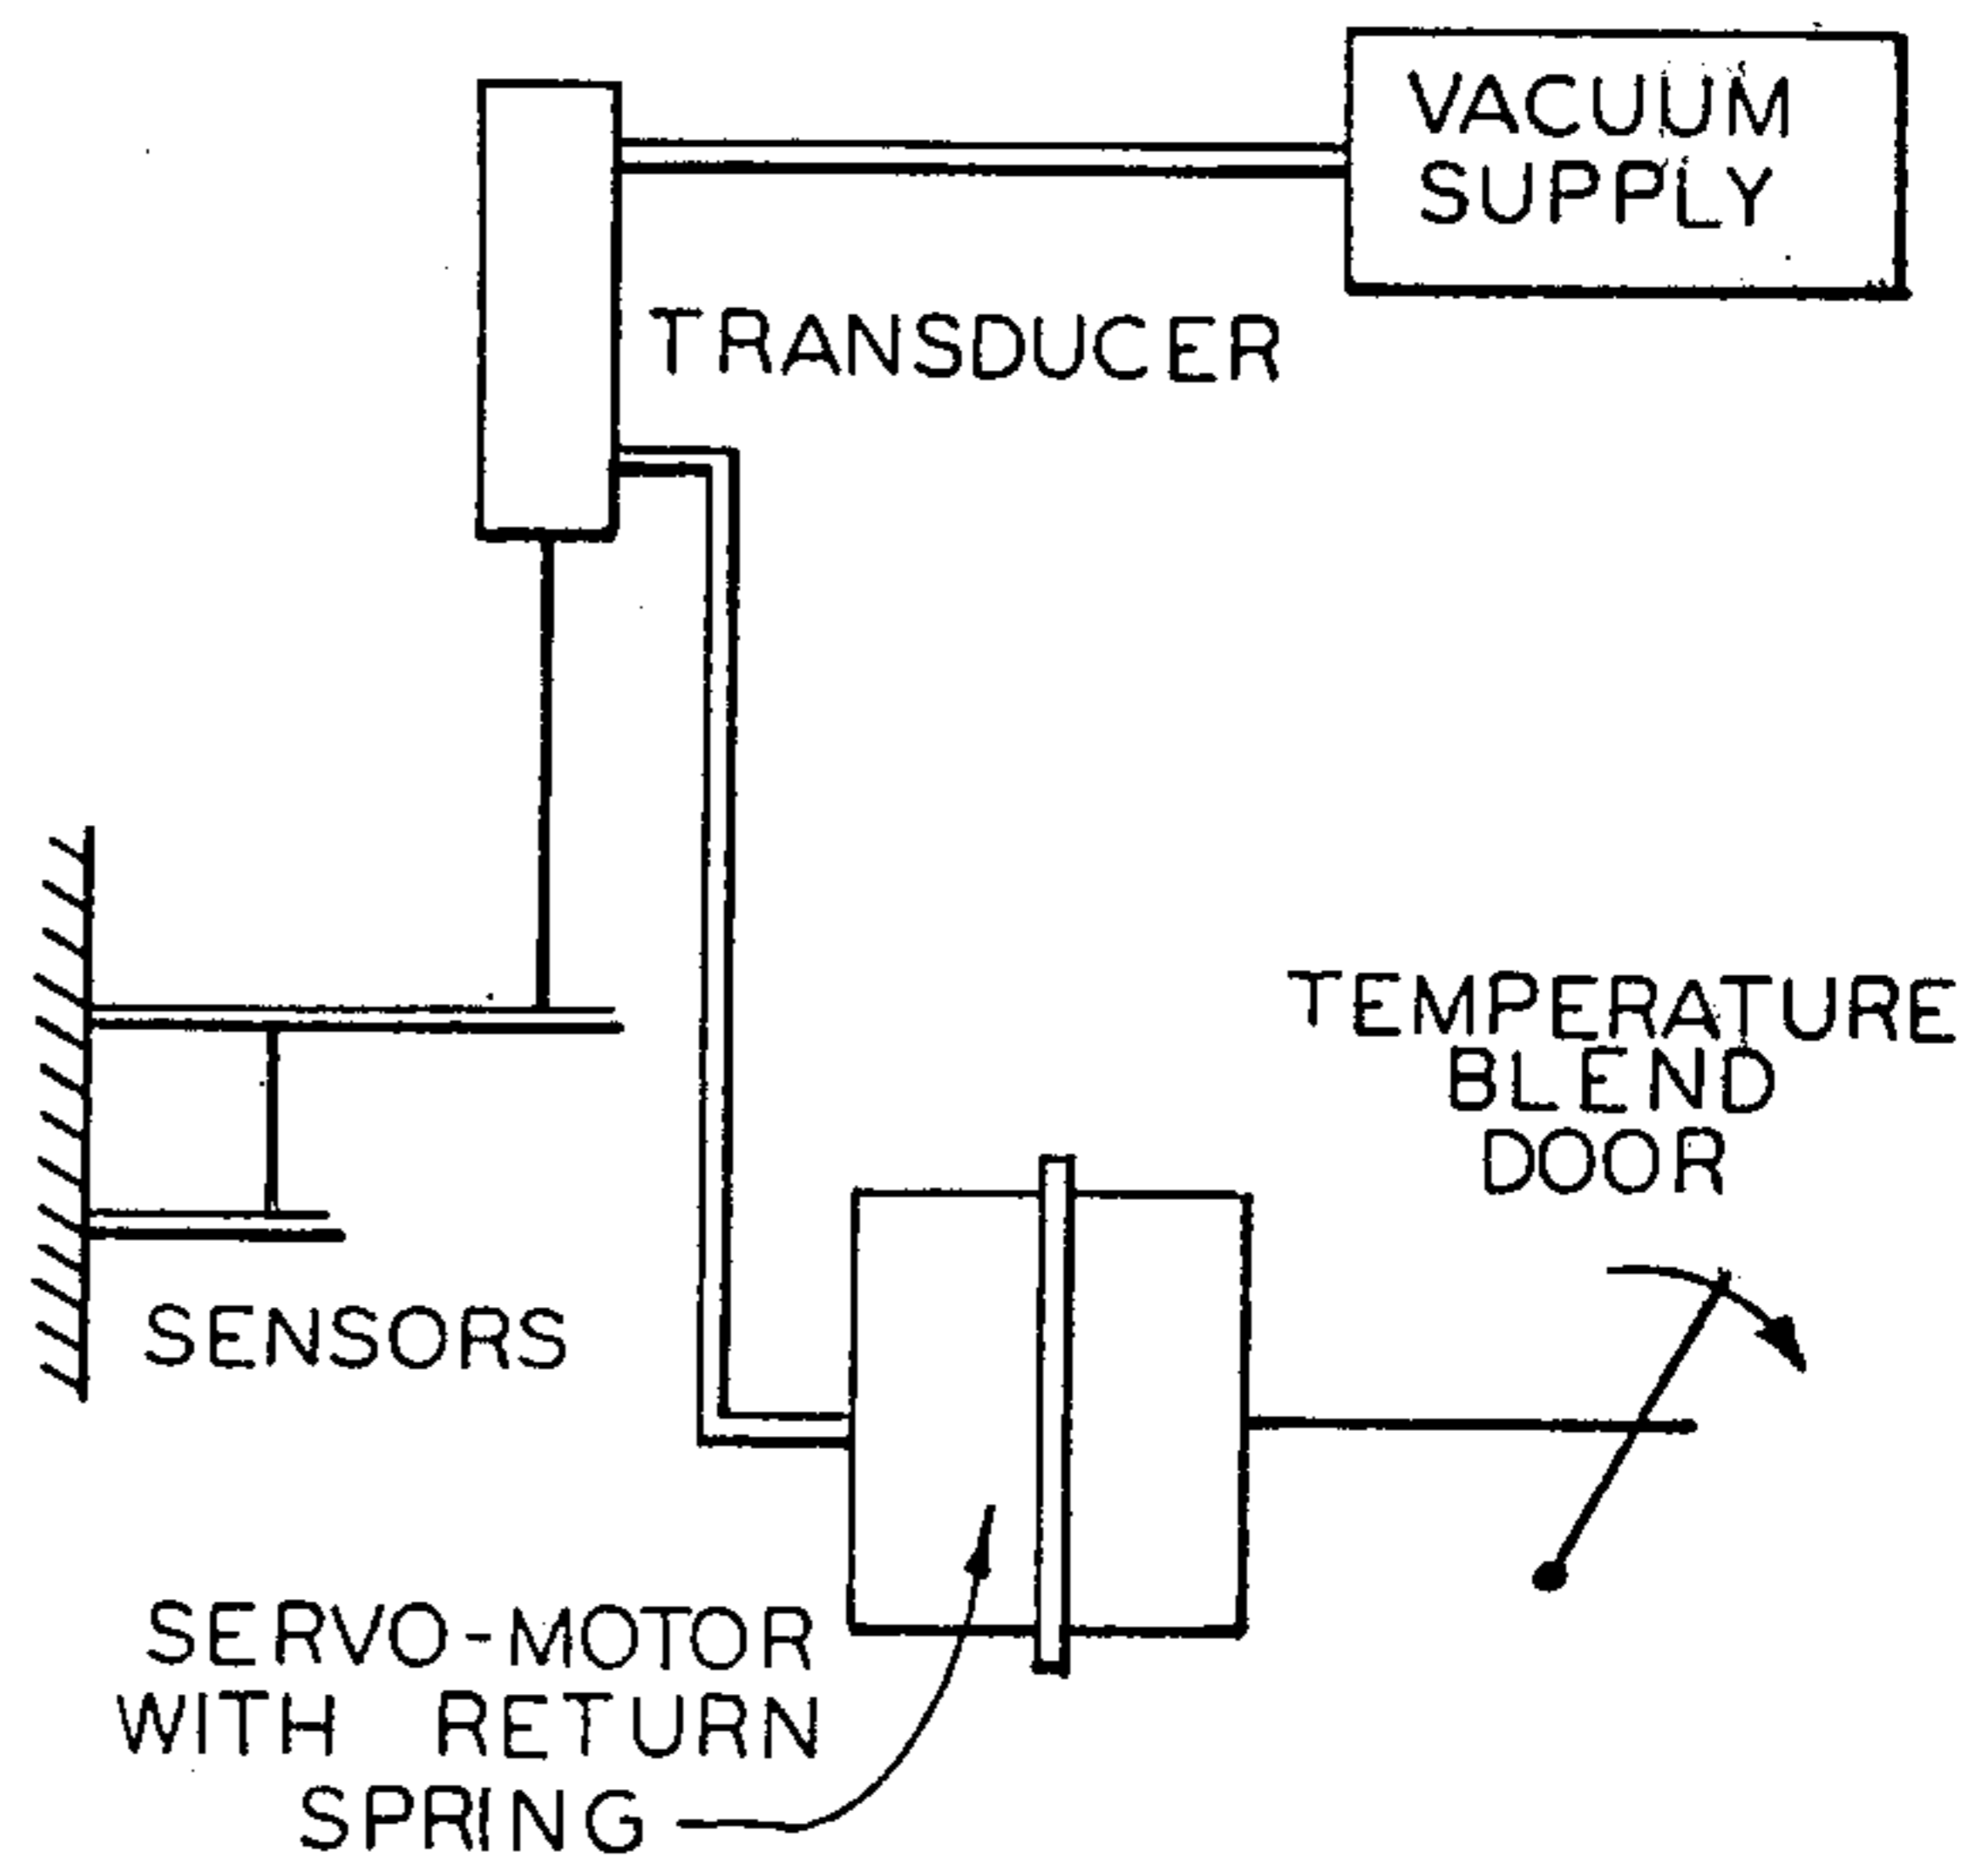 VACUUM
SUPPLY
TRANSDUCER
TEMPERATURE
BLEND
DOOR
SENSORS
SERVO-MOTOR
WITH RETURN
SPRING